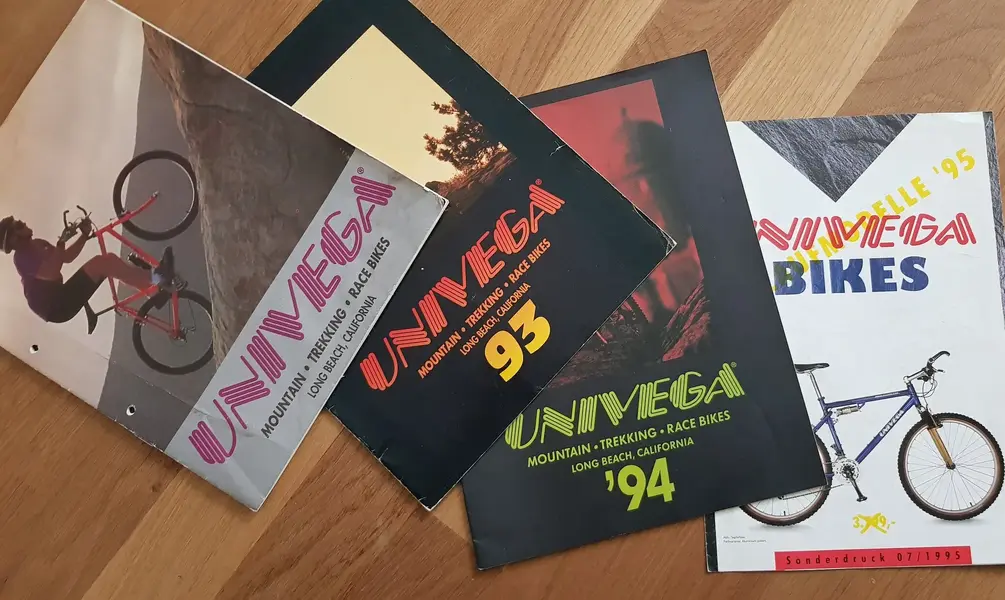 UNIVEGA®
MOUNTAIN • TREKKING • RACE BIKES
LONG BEACH, CALIFORNIA
UNIVEGA®
MOUNTAIN • TREKKING • RACE BIKES
LONG BEACH, CALIFORNIA
93
UNIVEGA®
MOUNTAIN • TREKKING • RACE BIKES
LONG BEACH, CALIFORNIA
'94
'95
UNIVEGA
BIKES
UNIVEGA
Sonderdruck 07/1995